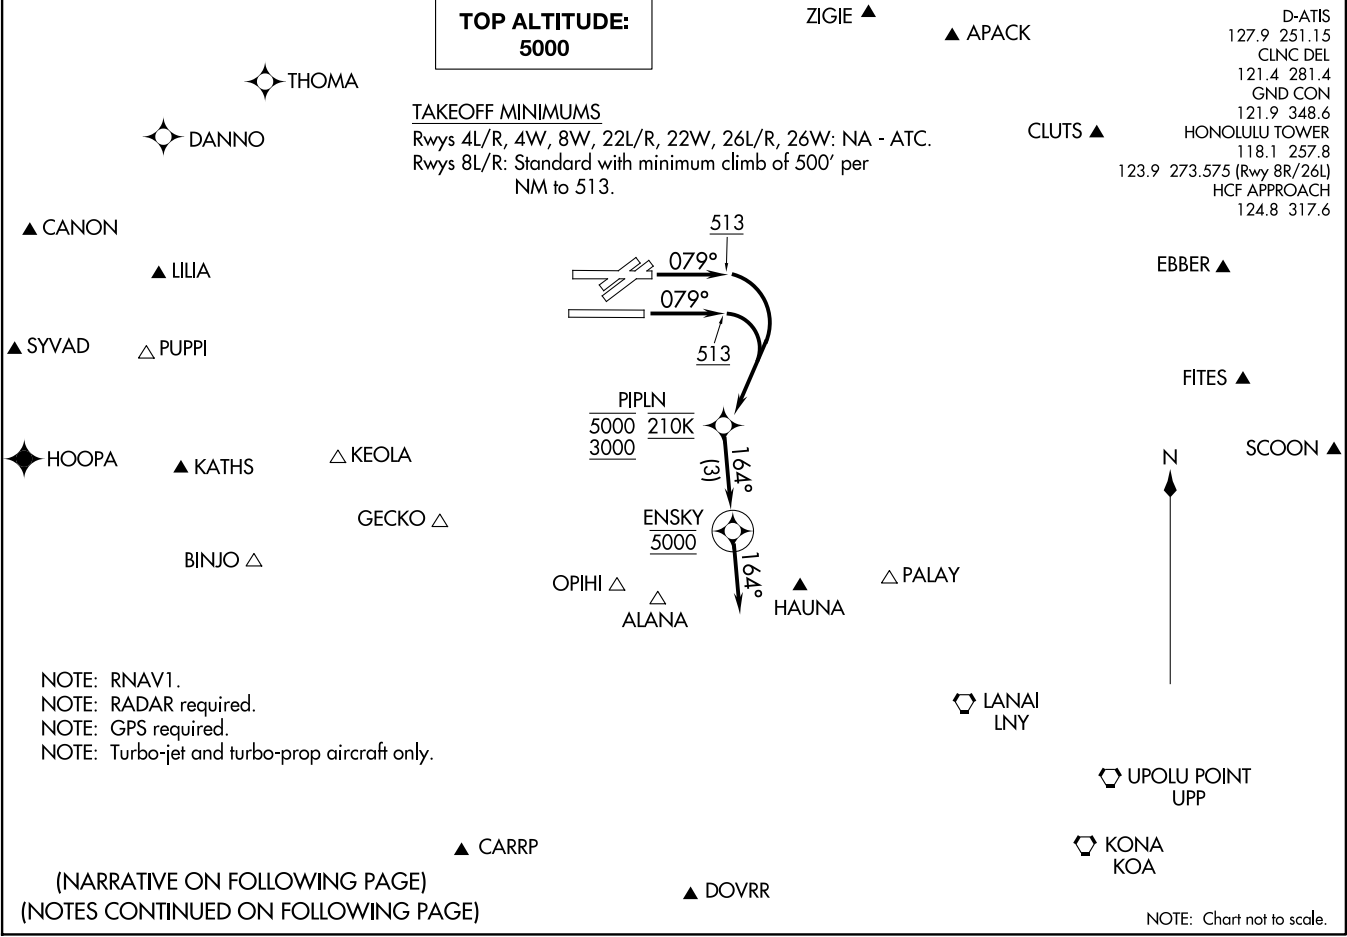 TOP ALTITUDE:
5000
ZIGIE
APACK
D-ATIS
127.9 251.15
CLNC DEL
121.4 281.4
GND CON
121.9 348.6
HONOLULU TOWER
118.1 257.8
123.9 273.575 (Rwy 8R/26L)
HCF APPROACH
124.8 317.6
THOMA
DANNO
TAKEOFF MINIMUMS
Rwys 4L/R, 4W, 8W, 22L/R, 22W, 26L/R, 26W: NA - ATC.
Rwys 8L/R: Standard with minimum climb of 500' per
NM to 513.
CLUTS
CANON
LILIA
513
079°
079°
513
EBBER
SYVAD
PUPPI
FITES
PIPLN
5000 210K
3000
HOOPA
KATHS
KEOLA
164°
(3)
N
SCOON
GECKO
ENSKY
5000
BINJO
164°
OPIHI
ALANA
HAUNA
PALAY
NOTE: RNAV1.
NOTE: RADAR required.
NOTE: GPS required.
NOTE: Turbo-jet and turbo-prop aircraft only.
LANAI
LNY
UPOLU POINT
UPP
KONA
KOA
CARRP
DOVRR
(NARRATIVE ON FOLLOWING PAGE)
(NOTES CONTINUED ON FOLLOWING PAGE)
NOTE: Chart not to scale.